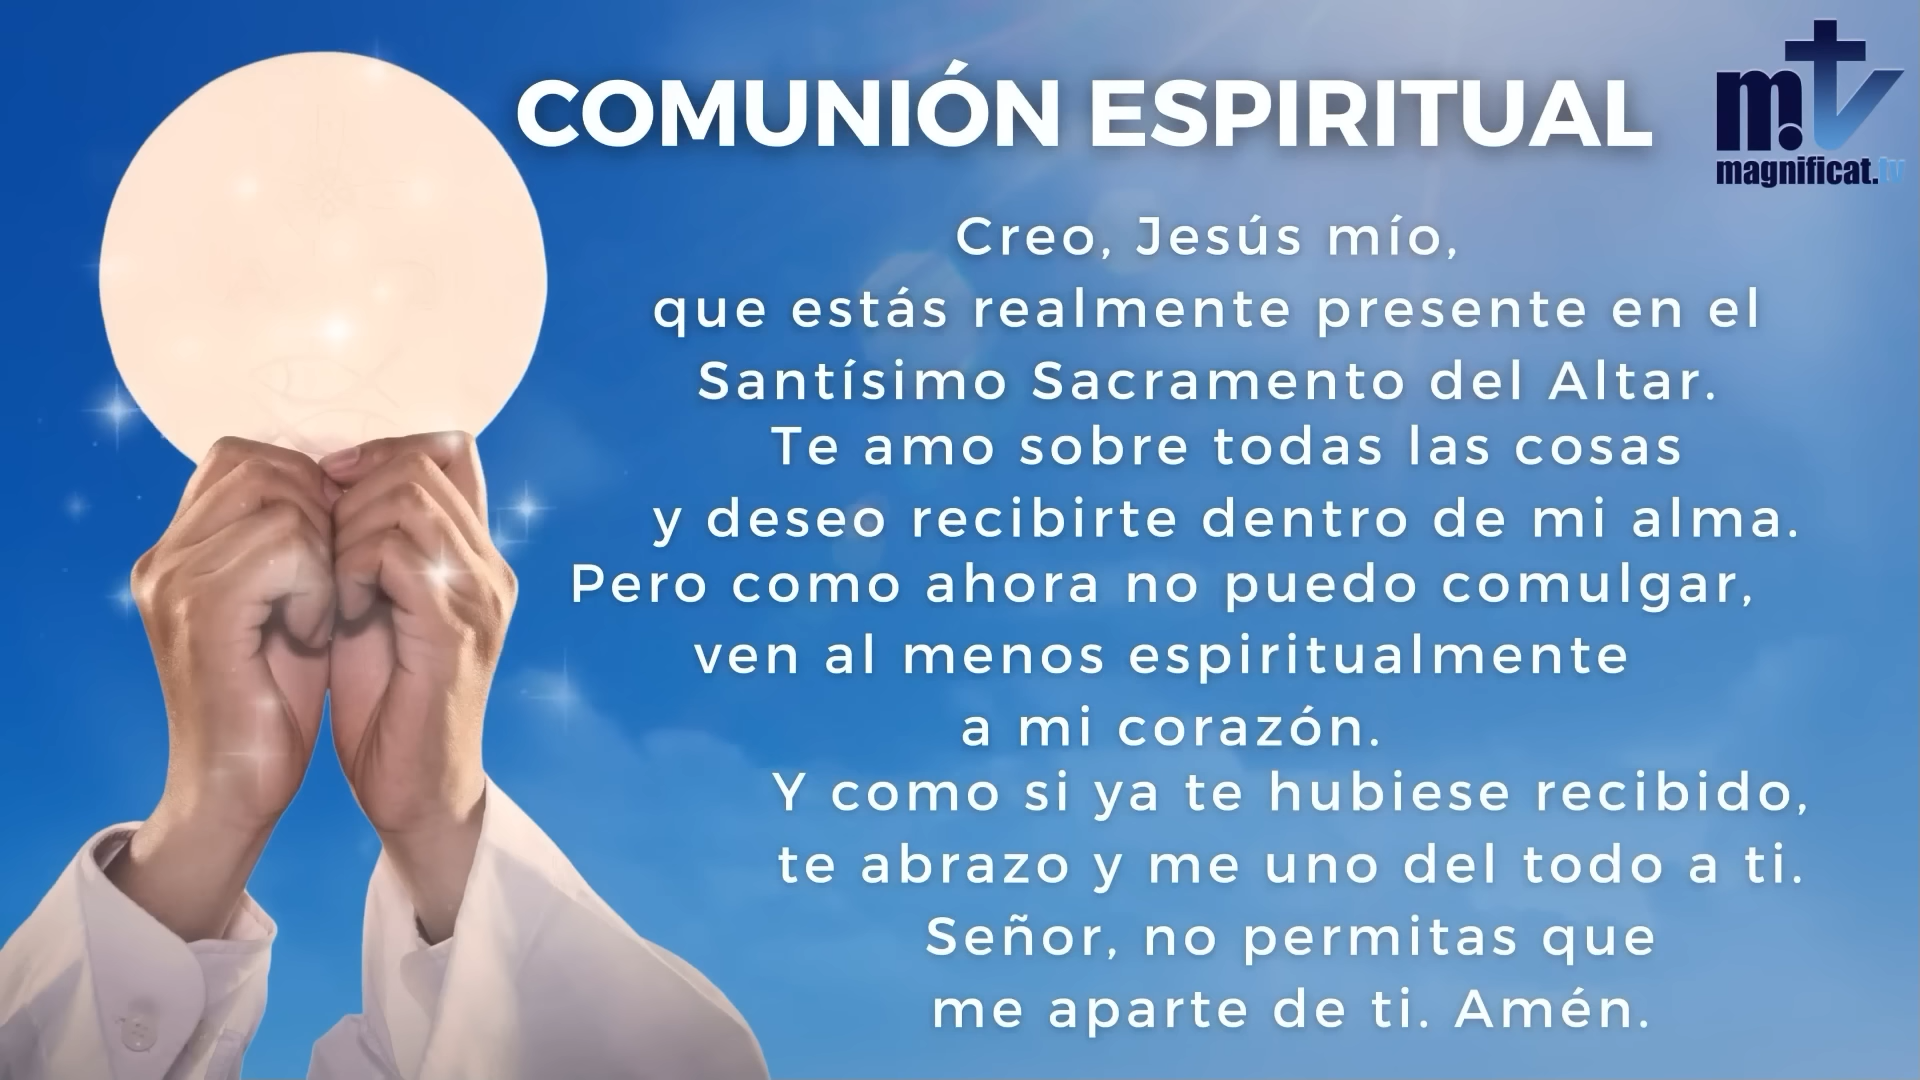 COMUNIÓN ESPIRITUAL
mtv
magnificat.tv
Creo, Jesús mío,
que estás realmente presente en el
Santísimo Sacramento del Altar.
Te amo sobre todas las cosas
y deseo recibirte dentro de mi alma.
Pero como ahora no puedo comulgar,
ven al menos espiritualmente
a mi corazón.
Y como si ya te hubiese recibido,
te abrazo y me uno del todo a ti.
Señor, no permitas que
me aparte de ti. Amén.